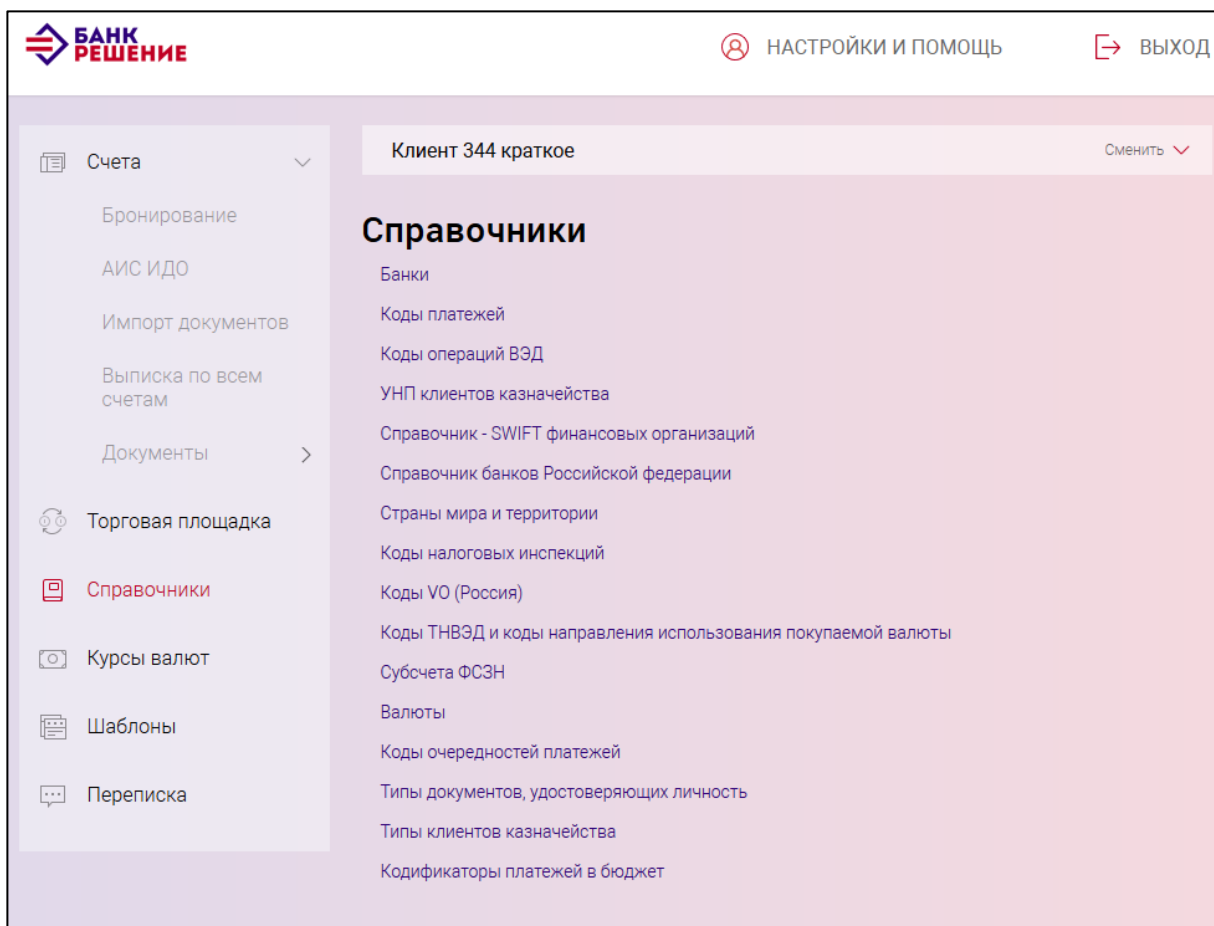 БАНК
РЕШЕНИЕ
НАСТРОЙКИ И ПОМОЩЬ
ВЫХОД
Счета
Бронирование
АИС ИДО
Импорт документов
Выписка по всем
счетам
Документы
Торговая площадка
Справочники
Курсы валют
Шаблоны
Переписка
Клиент 344 краткое
Сменить
Справочники
Банки
Коды платежей
Коды операций ВЭД
УНП клиентов казначейства
Справочник - SWIFT финансовых организаций
Справочник банков Российской федерации
Страны мира и территории
Коды налоговых инспекций
Коды VO (Россия)
Коды ТНВЭД и коды направления использования покупаемой валюты
Субсчета ФСЗН
Валюты
Коды очередностей платежей
Типы документов, удостоверяющих личность
Типы клиентов казначейства
Кодификаторы платежей в бюджет